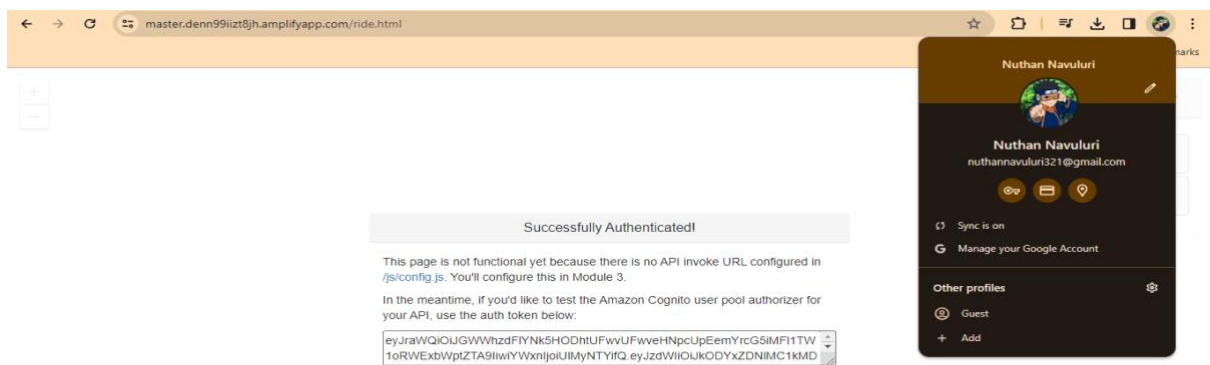 master.denn99iizt8jh.amplifyapp.com/ride.html
narks
Nuthan Navuluri
Nuthan Navuluri
nuthannavuluri321@gmail.com
Sync is on
G Manage your Google Account
Other profiles
Guest
+ Add
Successfully Authenticated!
This page is not functional yet because there is no API invoke URL configured in
/js/config.js. You'll configure this in Module 3.
In the meantime, if you'd like to test the Amazon Cognito user pool authorizer for
your API, use the auth token below: